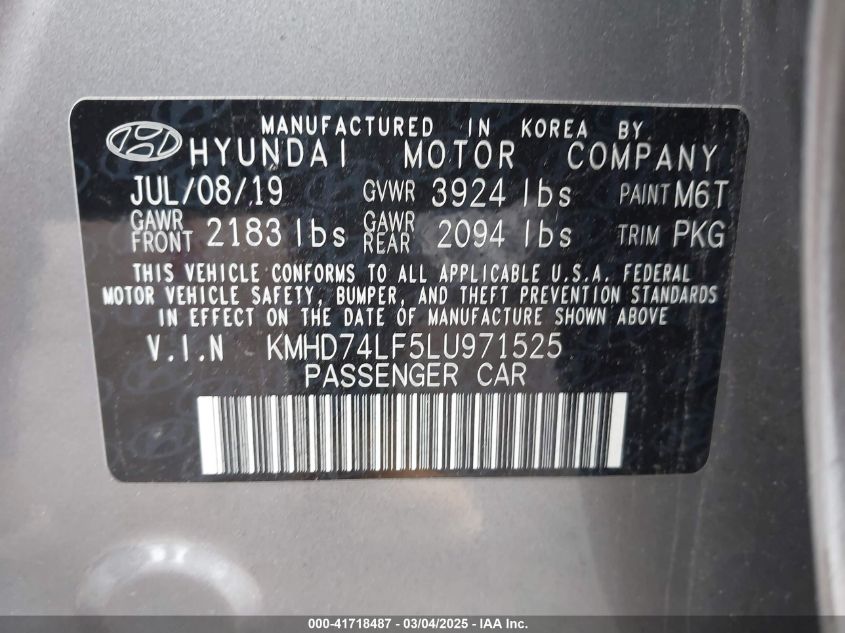 MANUFACTURED IN KOREA BY
HYUNDAI MOTOR COMPANY
JUL/08/19 GVWR 3924 lbs PAINT M6T
GAWR FRONT 2183 lbs GAWR REAR 2094 lbs TRIM PKG
THIS VEHICLE CONFORMS TO ALL APPLICABLE U.S.A. FEDERAL
MOTOR VEHICLE SAFETY, BUMPER, AND THEFT PREVENTION STANDARDS
IN EFFECT ON THE DATE OF MANUFACTURE SHOWN ABOVE
V.I.N KMHD74LF5LU971525
PASSENGER CAR
000-41718487 - 03/04/2025 - IAA Inc.